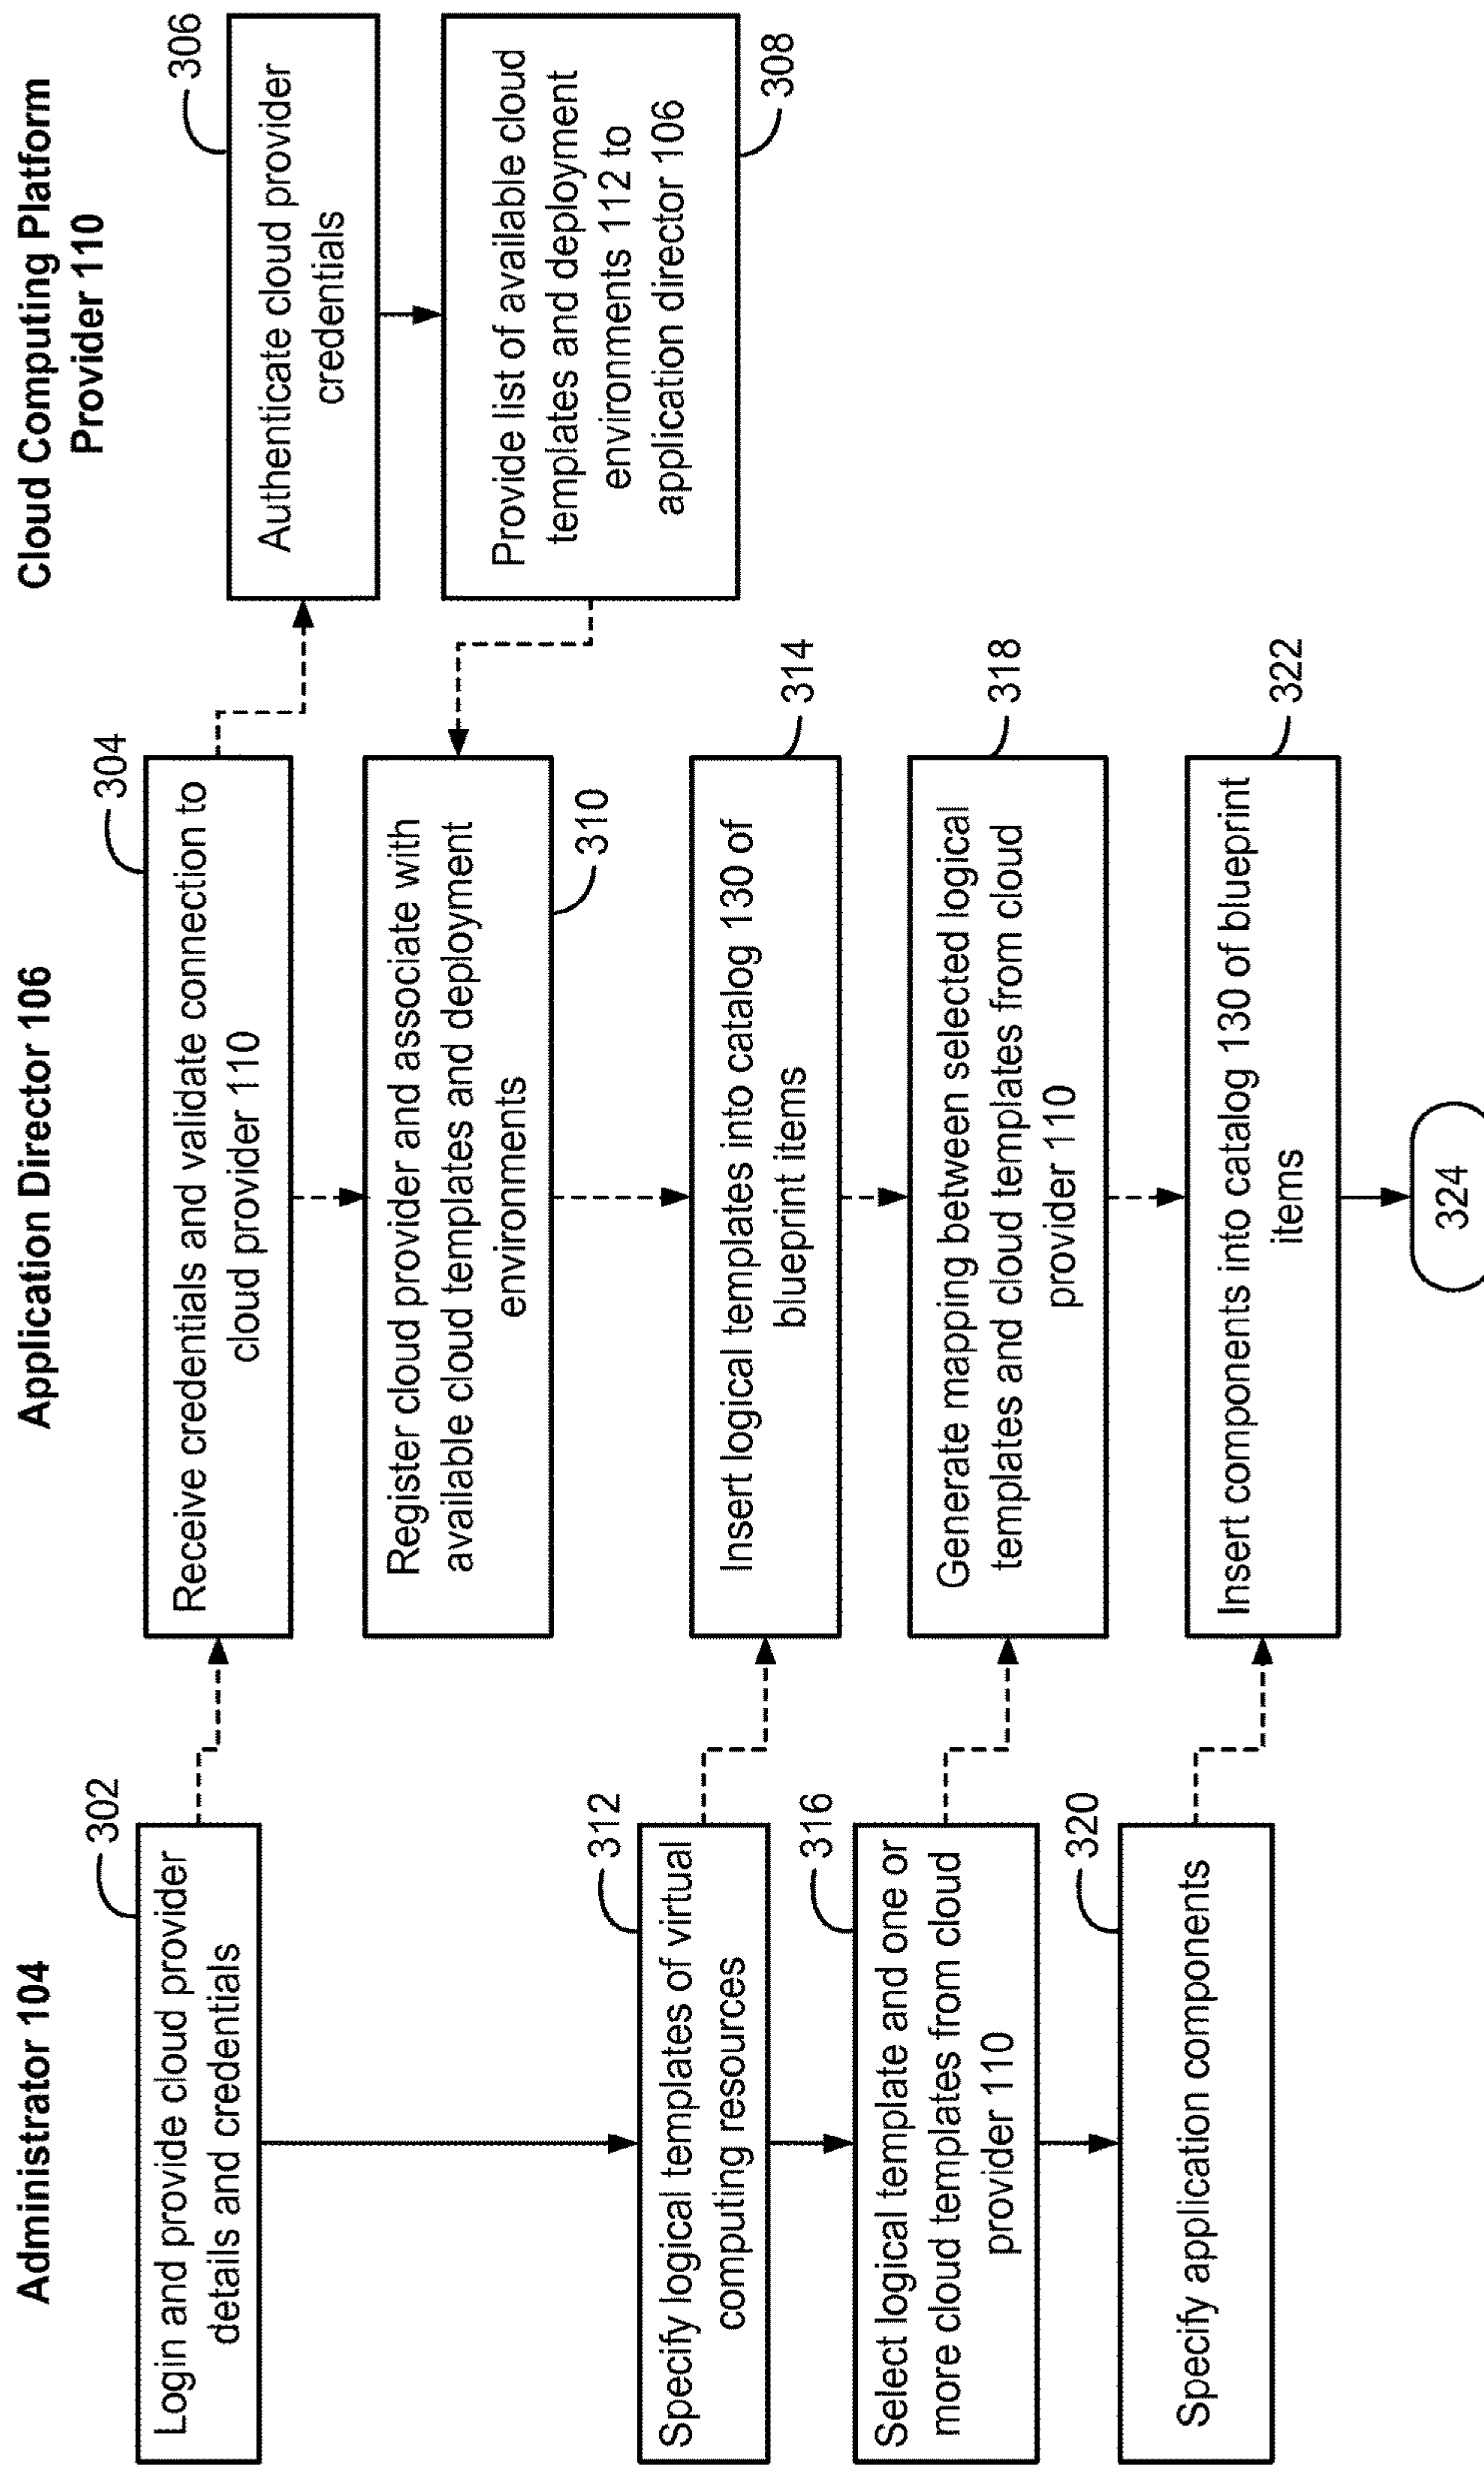 Administrator 104
Application Director 106
Cloud Computing Platform
Provider 110
302
Login and provide cloud provider
details and credentials
304
Receive credentials and validate connection to
cloud provider 110
306
Authenticate cloud provider
credentials
Provide list of available cloud
templates and deployment
environments 112 to
application director 106
308
Register cloud provider and associate with
available cloud templates and deployment
environments
310
312
Specify logical templates of virtual
computing resources
Insert logical templates into catalog 130 of
blueprint items
314
316
Select logical template and one or
more cloud templates from cloud
provider 110
Generate mapping between selected logical
templates and cloud templates from cloud
provider 110
318
320
Specify application components
Insert components into catalog 130 of blueprint
items
322
324